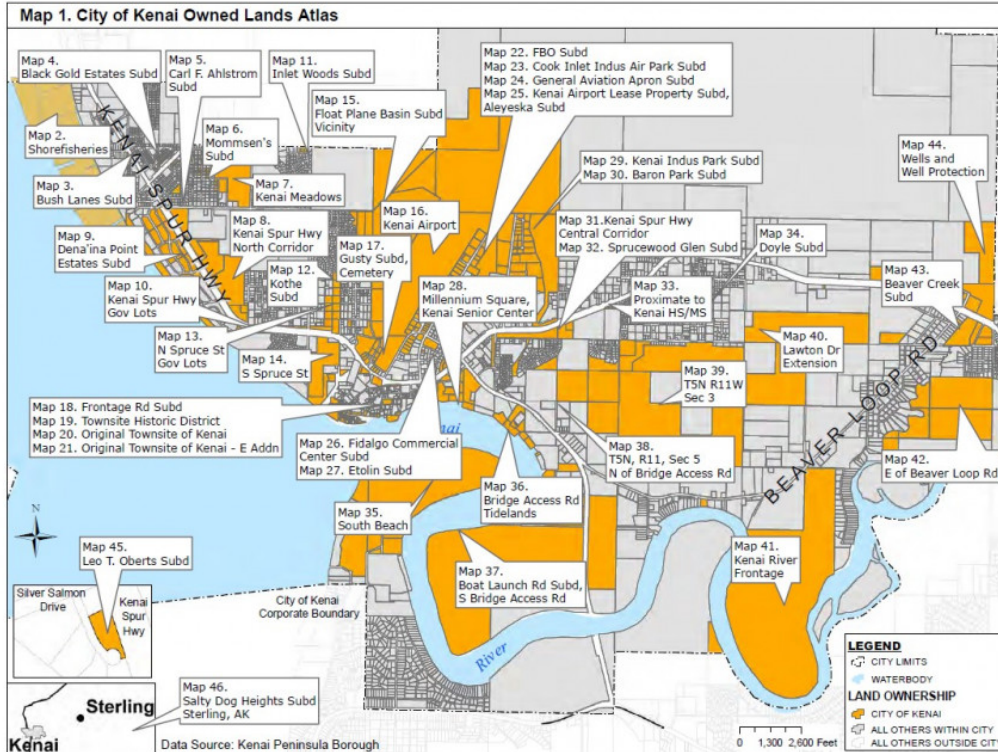 Map 1. City of Kenai Owned Lands Atlas
Map 4.
Black Gold Estates Subd
Map 5.
Carl F. Ahlstrom
Subd
Map 11.
Inlet Woods Subd
Map 22. FBO Subd
Map 23. Cook Inlet Indus Air Park Subd
Map 24. General Aviation Apron Subd
Map 25. Kenai Airport Lease Property Subd,
Aleyeska Subd
Map 15.
Float Plane Basin Subd
Vicinity
Map 2.
Shorefisheries
Map 6.
Mommsen's
Subd
Map 44.
Wells and
Well Protection
Map 29. Kenai Indus Park Subd
Map 30. Baron Park Subd
Map 3.
Bush Lanes Subd
Map 7.
Kenai Meadows
KENAI SPUR HWY
Map 16.
Kenai Airport
Map 8.
Kenai Spur Hwy
North Corridor
Map 31.Kenai Spur Hwy
Central Corridor
Map 32. Sprucewood Glen Subd
Map 34.
Doyle Subd
Map 9.
Dena'ina Point
Estates Subd
Map 17.
Gusty Subd,
Cemetery
Map 12.
Kothe
Subd
Map 10.
Kenai Spur Hwy
Gov Lots
Map 28.
Millennium Square,
Kenai Senior Center
Map 33.
Proximate to
Kenai HS/MS
Map 43.
Beaver Creek
Subd
Map 13.
N Spruce St
Gov Lots
Map 14.
S Spruce St
Map 40.
Lawton Dr
Extension
Map 39.
T5N R11W
Sec 3
BEAVER LOOP RD
Map 18. Frontage Rd Subd
Map 19. Townsite Historic District
Map 20. Original Townsite of Kenai
Map 21. Original Townsite of Kenai - E Addn
nai
Map 26. Fidalgo Commercial
Center Subd
Map 27. Etolin Subd
Map 38.
T5N, R11, Sec 5
N of Bridge Access Rd
Map 42.
E of Beaver Loop Rd
Map 36.
Bridge Access Rd
Tidelands
Map 35.
South Beach
N
Map 45.
Leo T. Oberts Subd
Map 41.
Kenai River
Frontage
Map 37.
Boat Launch Rd Subd,
S Bridge Access Rd
Silver Salmon
Drive
Kenai
Spur
Hwy
City of Kenai
Corporate Boundary
River
LEGEND
CITY LIMITS
WATERBODY
LAND OWNERSHIP
CITY OF KENAI
ALL OTHERS WITHIN CITY
ALL OTHERS OUTSIDE CITY
Map 46.
Salty Dog Heights Subd
Sterling, AK
Sterling
Kenai
Data Source: Kenai Peninsula Borough
0 1,300 2,600 Feet